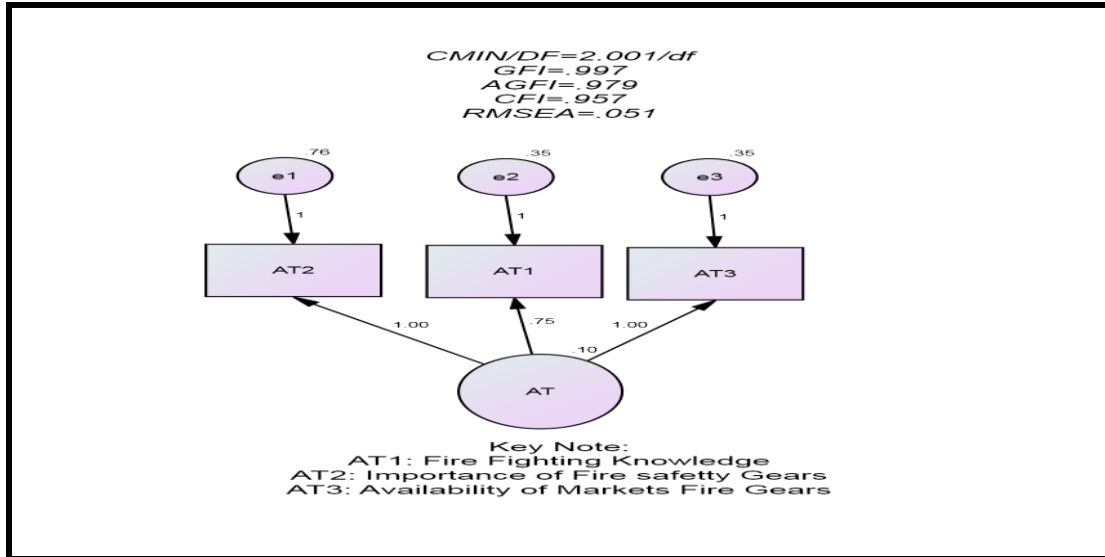 CMIN/DF=2.001/df
GFI=.997
AGFI=.979
CFI=.957
RMSEA=.051
.76 .35 .35
e1 e2 e3
1 1 1
AT2 AT1 AT3
1.00 .75 1.00
.10
AT
Key Note:
AT1: Fire Fighting Knowledge
AT2: Importance of Fire safetty Gears
AT3: Availability of Markets Fire Gears